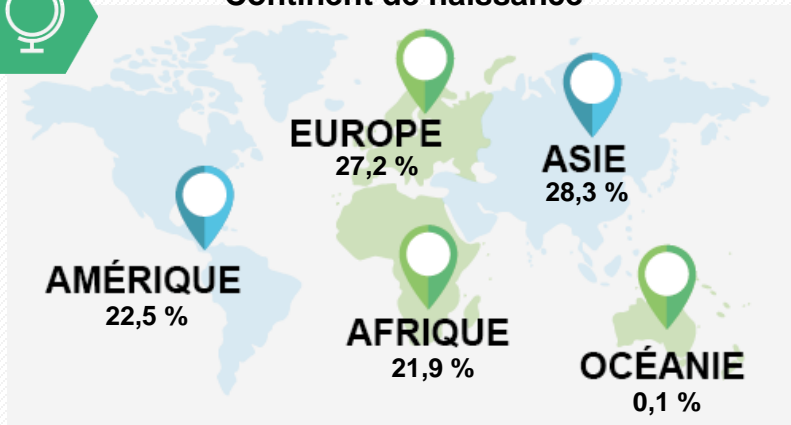 Continent de naissance
EUROPE
27,2 %
ASIE
28,3 %
AMÉRIQUE
22,5 %
AFRIQUE
21,9 %
OCÉANIE
0,1 %